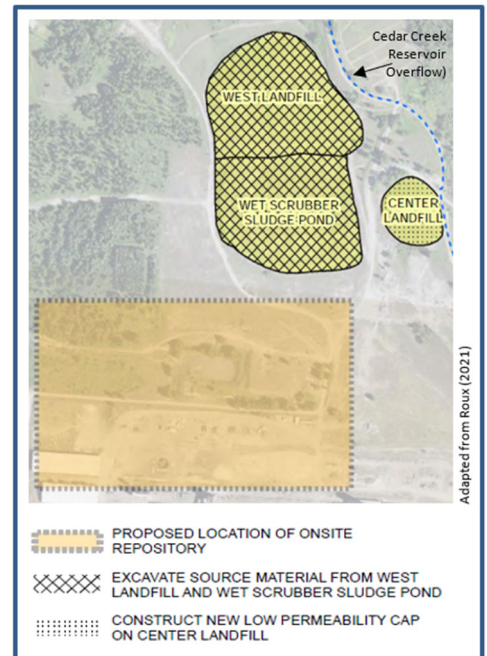 Cedar Creek
Reservoir
Overflow)
WEST LANDFILL
WET SCRUBBER
SLUDGE POND
CENTER
LANDFILL
Adapted from Roux (2021)
PROPOSED LOCATION OF ONSITE
REPOSITORY
EXCAVATE SOURCE MATERIAL FROM WEST
LANDFILL AND WET SCRUBBER SLUDGE POND
CONSTRUCT NEW LOW PERMEABILITY CAP
ON CENTER LANDFILL